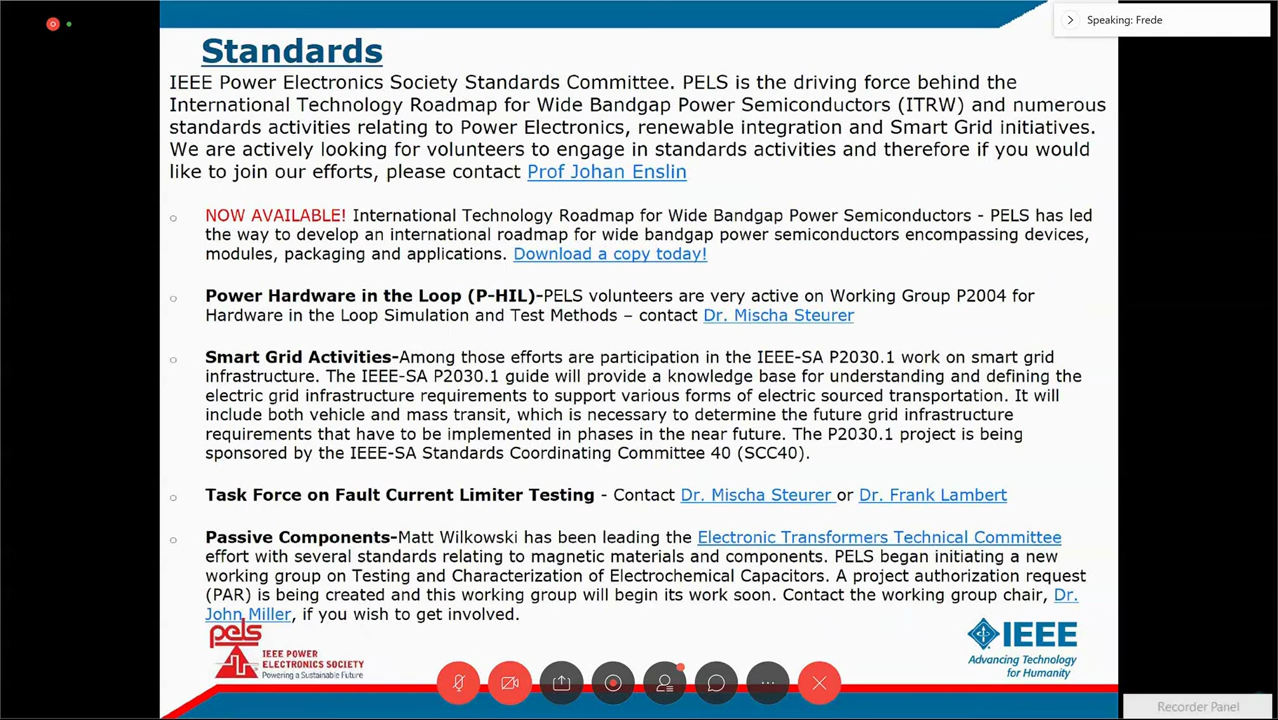 Speaking: Frede
Standards
IEEE Power Electronics Society Standards Committee. PELS is the driving force behind the
International Technology Roadmap for Wide Bandgap Power Semiconductors (ITRW) and numerous
standards activities relating to Power Electronics, renewable integration and Smart Grid initiatives.
We are actively looking for volunteers to engage in standards activities and therefore if you would
like to join our efforts, please contact Prof Johan Enslin
NOW AVAILABLE! International Technology Roadmap for Wide Bandgap Power Semiconductors - PELS has led
the way to develop an international roadmap for wide bandgap power semiconductors encompassing devices,
modules, packaging and applications. Download a copy today!
Power Hardware in the Loop (P-HIL)-PELS volunteers are very active on Working Group P2004 for
Hardware in the Loop Simulation and Test Methods – contact Dr. Mischa Steurer
Smart Grid Activities-Among those efforts are participation in the IEEE-SA P2030.1 work on smart grid
infrastructure. The IEEE-SA P2030.1 guide will provide a knowledge base for understanding and defining the
electric grid infrastructure requirements to support various forms of electric sourced transportation. It will
include both vehicle and mass transit, which is necessary to determine the future grid infrastructure
requirements that have to be implemented in phases in the near future. The P2030.1 project is being
sponsored by the IEEE-SA Standards Coordinating Committee 40 (SCC40).
Task Force on Fault Current Limiter Testing - Contact Dr. Mischa Steurer or Dr. Frank Lambert
Passive Components-Matt Wilkowski has been leading the Electronic Transformers Technical Committee
effort with several standards relating to magnetic materials and components. PELS began initiating a new
working group on Testing and Characterization of Electrochemical Capacitors. A project authorization request
(PAR) is being created and this working group will begin its work soon. Contact the working group chair, Dr.
John Miller, if you wish to get involved.
pels
IEEE POWER
ELECTRONICS SOCIETY
Powering a Sustainable Future
IEEE
Advancing Technology
for Humanity
Recorder Panel